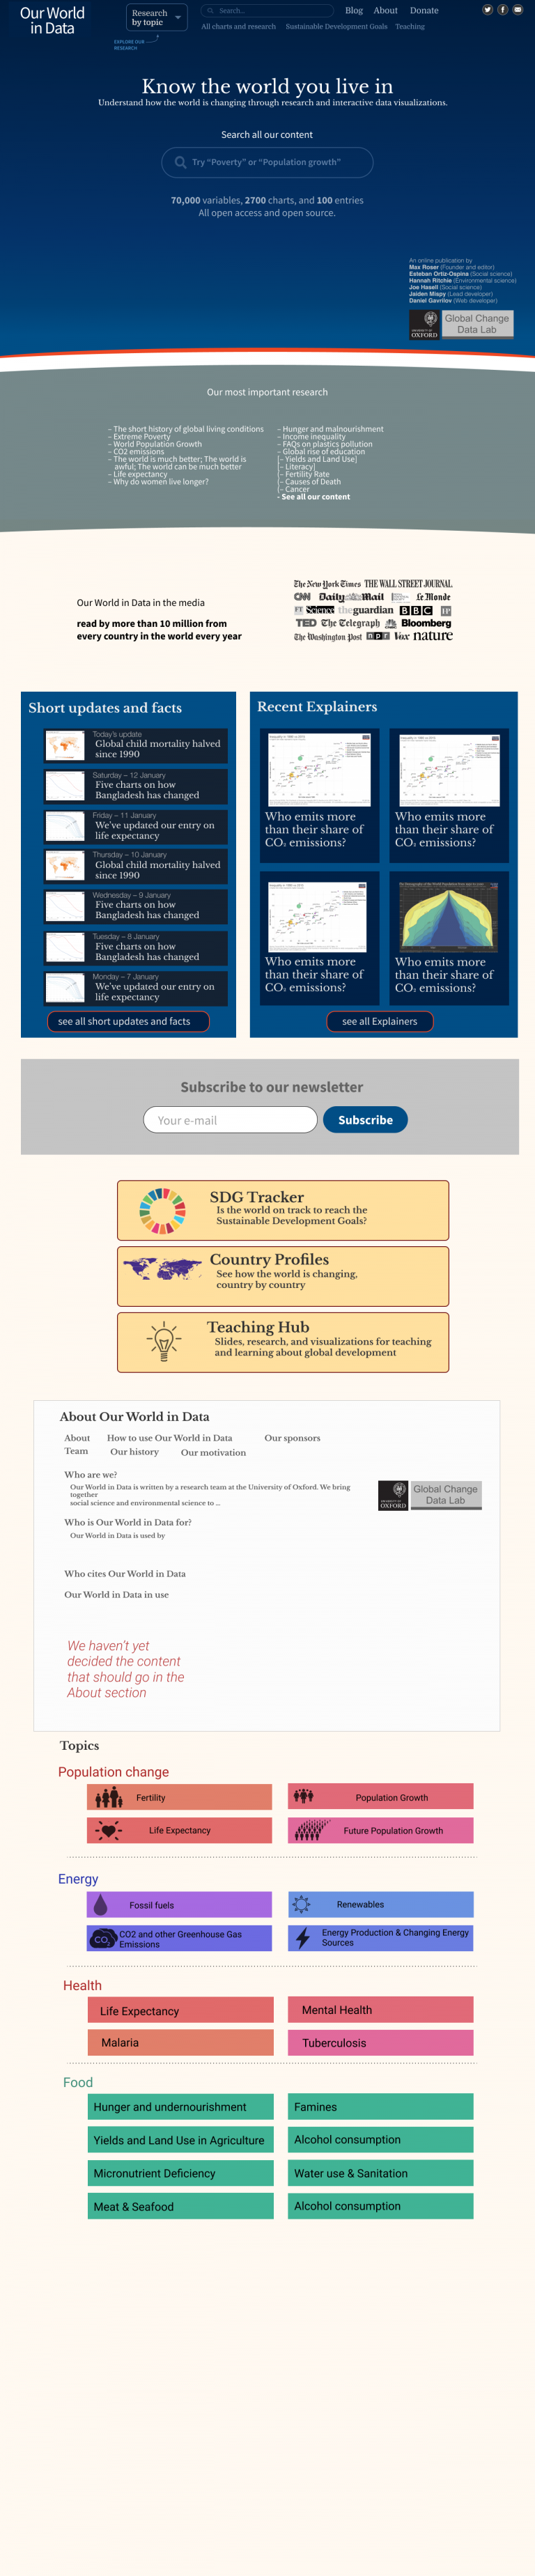 Our World
in Data
Research
by topic
EXPLORE OUR
RESEARCH
Search...
Blog About Donate
All charts and research Sustainable Development Goals Teaching
Know the world you live in
Understand how the world is changing through research and interactive data visualizations.
Search all our content
Try “Poverty” or “Population growth”
70,000 variables, 2700 charts, and 100 entries
All open access and open source.
An online publication by
Max Roser (Founder and editor)
Esteban Ortiz-Ospina (Social science)
Hannah Ritchie (Environmental science)
Joe Hasell (Social science)
Jaiden Mispy (Lead developer)
Daniel Gavrilov (Web developer)
UNIVERSITY OF
OXFORD
Global Change
Data Lab
Our most important research
– The short history of global living conditions
– Extreme Poverty
– World Population Growth
– CO2 emissions
– The world is much better; The world is
awful; The world can be much better
– Life expectancy
– Why do women live longer?
– Hunger and malnourishment
– Income inequality
– FAQs on plastics pollution
– Global rise of education
[– Yields and Land Use]
[– Literacy]
[– Fertility Rate
[– Causes of Death
[– Cancer
- See all our content
Our World in Data in the media
read by more than 10 million from
every country in the world every year
The New York Times THE WALL STREET JOURNAL
CNN Daily Mail Le Monde
FT Science the guardian BBC
TED The Telegraph Bloomberg
The Washington Post npr Vox nature
Short updates and facts
Today's update
Global child mortality halved
since 1990
Saturday – 12 January
Five charts on how
Bangladesh has changed
Friday – 11 January
We've updated our entry on
life expectancy
Thursday – 10 January
Global child mortality halved
since 1990
Wednesday – 9 January
Five charts on how
Bangladesh has changed
Tuesday – 8 January
Five charts on how
Bangladesh has changed
Monday – 7 January
We've updated our entry on
life expectancy
see all short updates and facts
Recent Explainers
Who emits more
than their share of
CO₂ emissions?
Who emits more
than their share of
CO₂ emissions?
Who emits more
than their share of
CO₂ emissions?
Who emits more
than their share of
CO₂ emissions?
see all Explainers
Subscribe to our newsletter
Your e-mail
Subscribe
SDG Tracker
Is the world on track to reach the
Sustainable Development Goals?
Country Profiles
See how the world is changing,
country by country
Teaching Hub
Slides, research, and visualizations for teaching
and learning about global development
About Our World in Data
About How to use Our World in Data Our sponsors
Team Our history Our motivation
Who are we?
Our World in Data is written by a research team at the University of Oxford. We bring
together
social science and environmental science to ...
UNIVERSITY OF
OXFORD
Global Change
Data Lab
Who is Our World in Data for?
Our World in Data is used by
Who cites Our World in Data
Our World in Data in use
We haven't yet
decided the content
that should go in the
About section
Topics
Population change
Fertility
Population Growth
Life Expectancy
Future Population Growth
Energy
Fossil fuels
Renewables
CO2
CO2 and other Greenhouse Gas
Emissions
Energy Production & Changing Energy
Sources
Health
Life Expectancy
Mental Health
Malaria
Tuberculosis
Food
Hunger and undernourishment
Famines
Yields and Land Use in Agriculture
Alcohol consumption
Micronutrient Deficiency
Water use & Sanitation
Meat & Seafood
Alcohol consumption